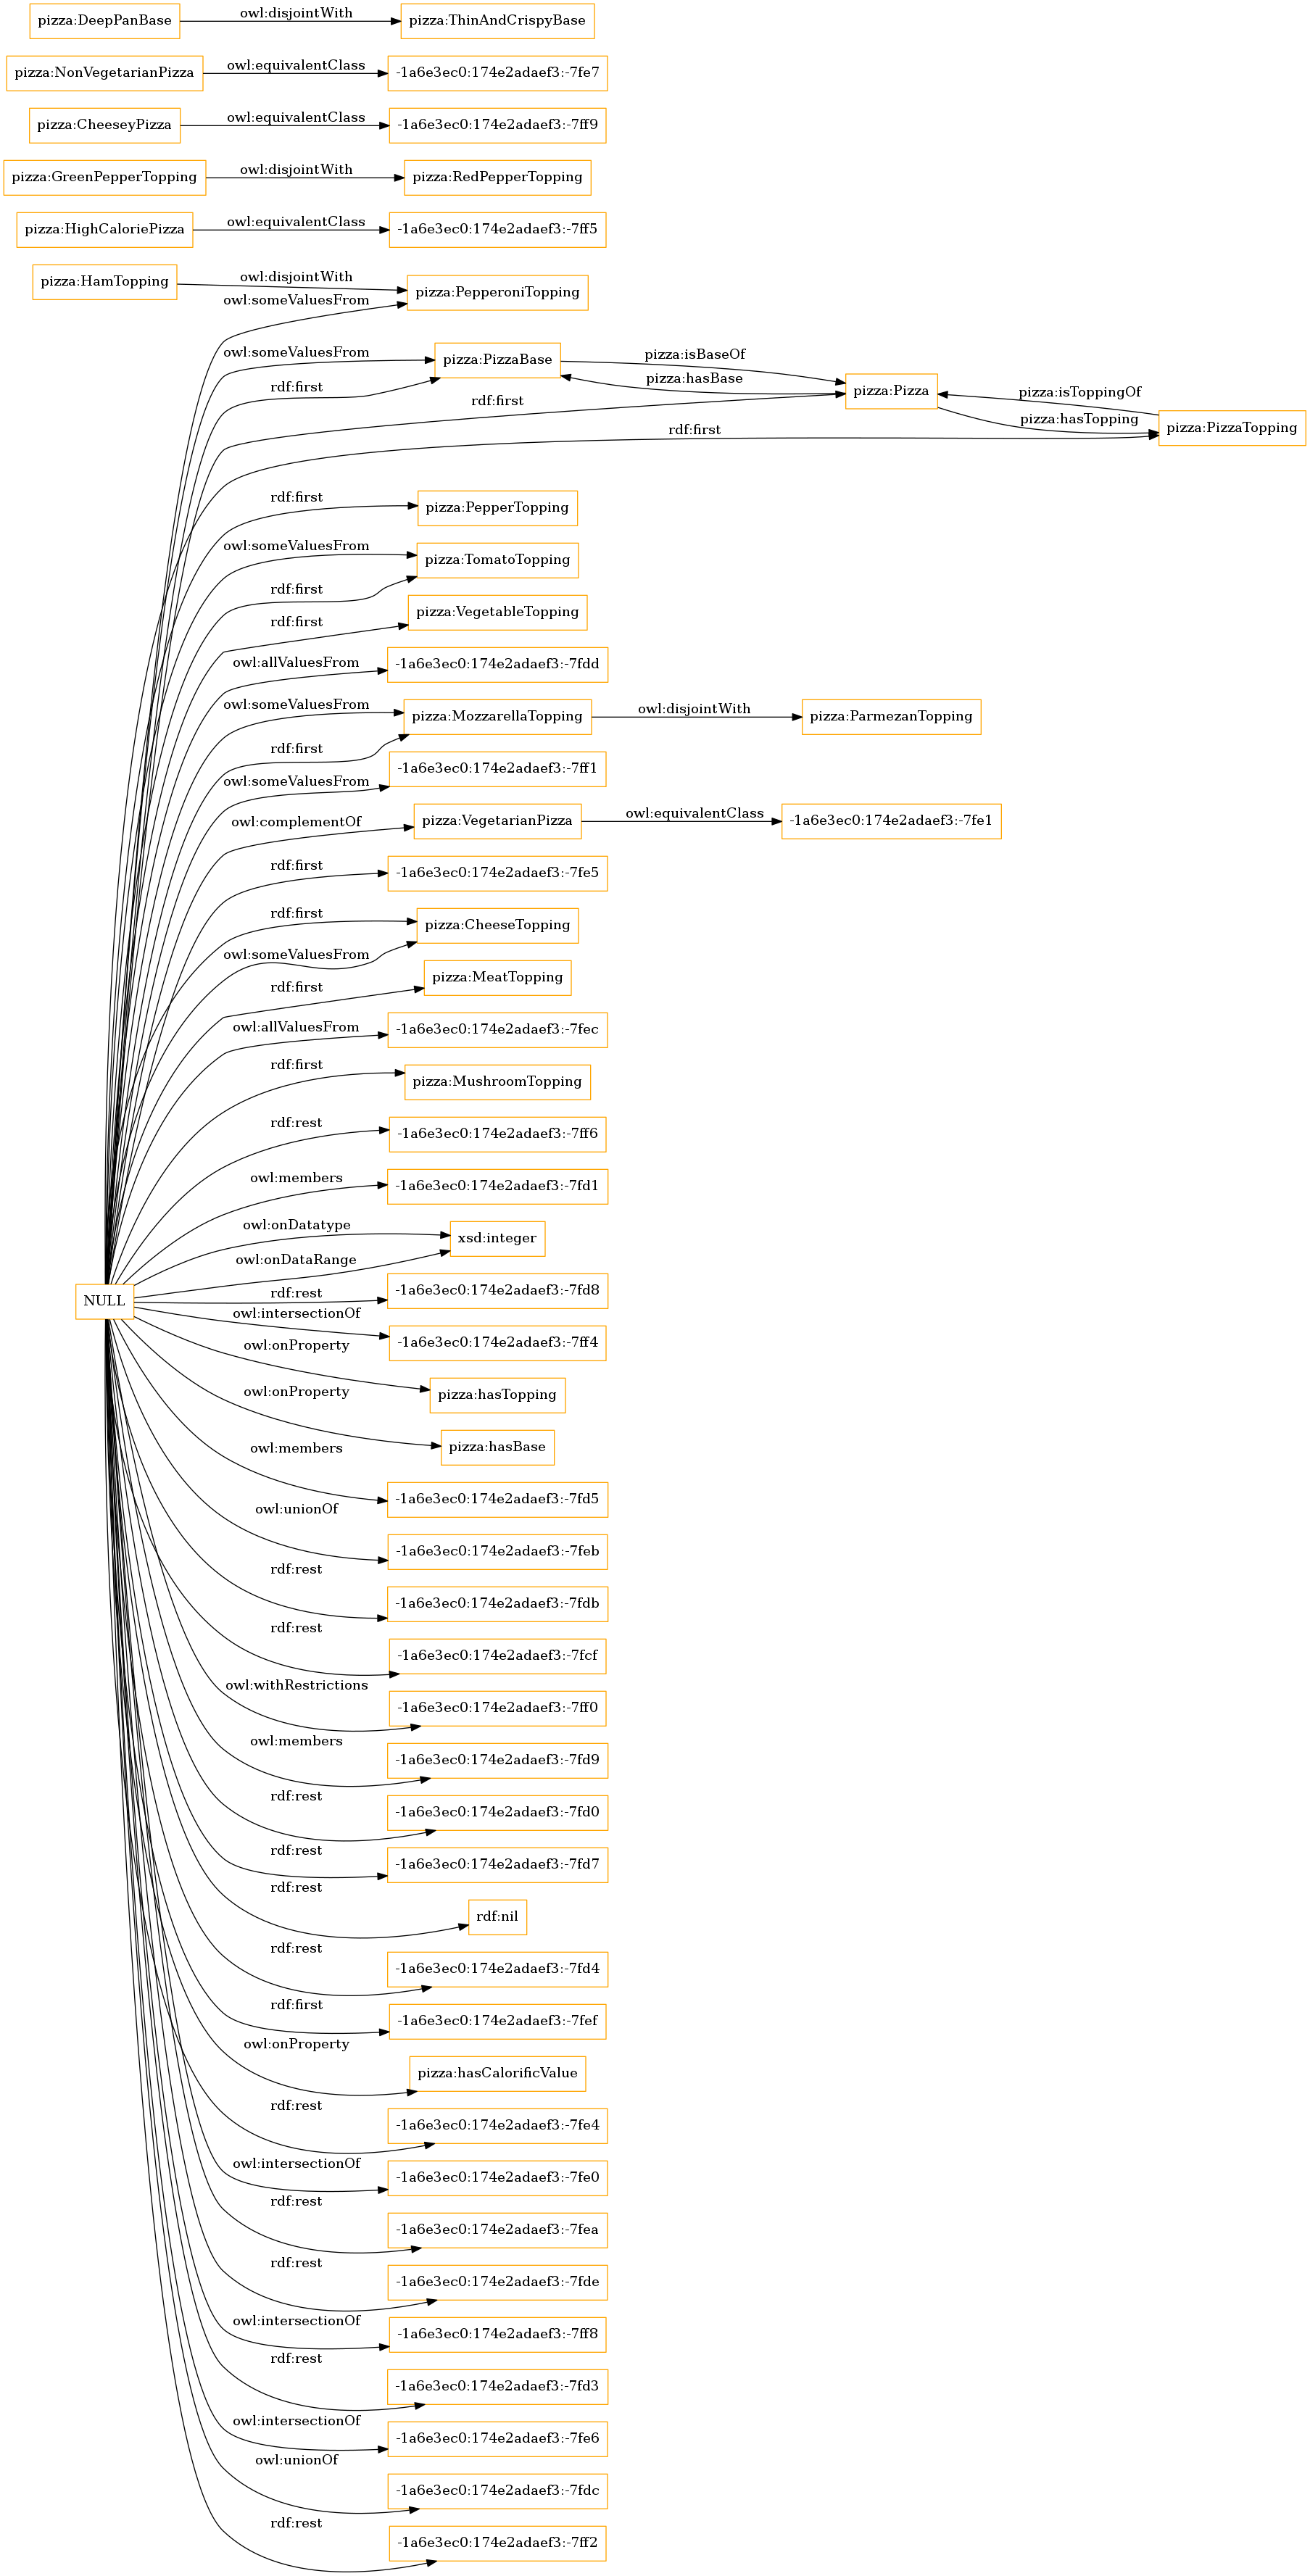 pizza:DeepPanBase owl:disjointWith pizza:ThinAndCrispyBase
pizza:NonVegetarianPizza owl:equivalentClass -1a6e3ec0:174e2adaef3:-7fe7
pizza:CheeseyPizza owl:equivalentClass -1a6e3ec0:174e2adaef3:-7ff9
pizza:GreenPepperTopping owl:disjointWith pizza:RedPepperTopping
pizza:HighCaloriePizza owl:equivalentClass -1a6e3ec0:174e2adaef3:-7ff5
pizza:HamTopping owl:disjointWith pizza:PepperoniTopping
owl:someValuesFrom
owl:someValuesFrom pizza:PizzaBase pizza:isBaseOf
rdf:first pizza:hasBase pizza:Pizza pizza:isToppingOf
rdf:first pizza:hasTopping pizza:PizzaTopping
rdf:first
rdf:first pizza:PepperTopping
owl:someValuesFrom pizza:TomatoTopping
rdf:first
rdf:first pizza:VegetableTopping
owl:allValuesFrom -1a6e3ec0:174e2adaef3:-7fdd
owl:someValuesFrom pizza:MozzarellaTopping owl:disjointWith pizza:ParmezanTopping
rdf:first
owl:someValuesFrom -1a6e3ec0:174e2adaef3:-7ff1
owl:complementOf pizza:VegetarianPizza owl:equivalentClass -1a6e3ec0:174e2adaef3:-7fe1
rdf:first -1a6e3ec0:174e2adaef3:-7fe5
rdf:first pizza:CheeseTopping
owl:someValuesFrom
rdf:first pizza:MeatTopping
owl:allValuesFrom -1a6e3ec0:174e2adaef3:-7fec
rdf:first pizza:MushroomTopping
rdf:rest -1a6e3ec0:174e2adaef3:-7ff6
owl:members -1a6e3ec0:174e2adaef3:-7fd1
owl:onDatatype xsd:integer
owl:onDataRange
NULL rdf:rest -1a6e3ec0:174e2adaef3:-7fd8
owl:intersectionOf -1a6e3ec0:174e2adaef3:-7ff4
owl:onProperty pizza:hasTopping
owl:onProperty pizza:hasBase
owl:members -1a6e3ec0:174e2adaef3:-7fd5
owl:unionOf -1a6e3ec0:174e2adaef3:-7feb
rdf:rest -1a6e3ec0:174e2adaef3:-7fdb
rdf:rest -1a6e3ec0:174e2adaef3:-7fcf
owl:withRestrictions -1a6e3ec0:174e2adaef3:-7ff0
owl:members -1a6e3ec0:174e2adaef3:-7fd9
rdf:rest -1a6e3ec0:174e2adaef3:-7fd0
rdf:rest -1a6e3ec0:174e2adaef3:-7fd7
rdf:rest rdf:nil
rdf:rest -1a6e3ec0:174e2adaef3:-7fd4
rdf:first -1a6e3ec0:174e2adaef3:-7fef
owl:onProperty pizza:hasCalorificValue
rdf:rest -1a6e3ec0:174e2adaef3:-7fe4
owl:intersectionOf -1a6e3ec0:174e2adaef3:-7fe0
rdf:rest -1a6e3ec0:174e2adaef3:-7fea
rdf:rest -1a6e3ec0:174e2adaef3:-7fde
owl:intersectionOf -1a6e3ec0:174e2adaef3:-7ff8
rdf:rest -1a6e3ec0:174e2adaef3:-7fd3
owl:intersectionOf -1a6e3ec0:174e2adaef3:-7fe6
owl:unionOf -1a6e3ec0:174e2adaef3:-7fdc
rdf:rest -1a6e3ec0:174e2adaef3:-7ff2